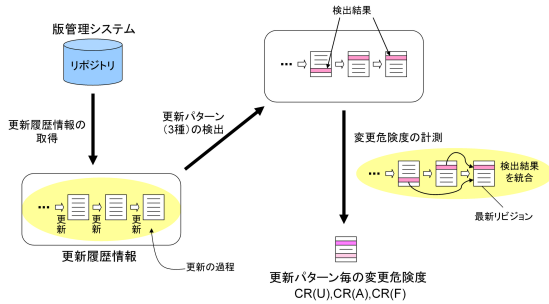 版管理システム
リポジトリ
更新履歴情報の
取得
... 更新 更新 更新
更新履歴情報
更新の過程
更新パターン
(3種)の検出
検出結果
...
変更危険度の計測
...
検出結果
を統合
最新リビジョン
更新パターン毎の変更危険度
CR(U),CR(A),CR(F)